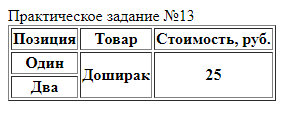 Практическое задание №13
Позиция Товар Стоимость, руб.
Один
Доширак 25
Два